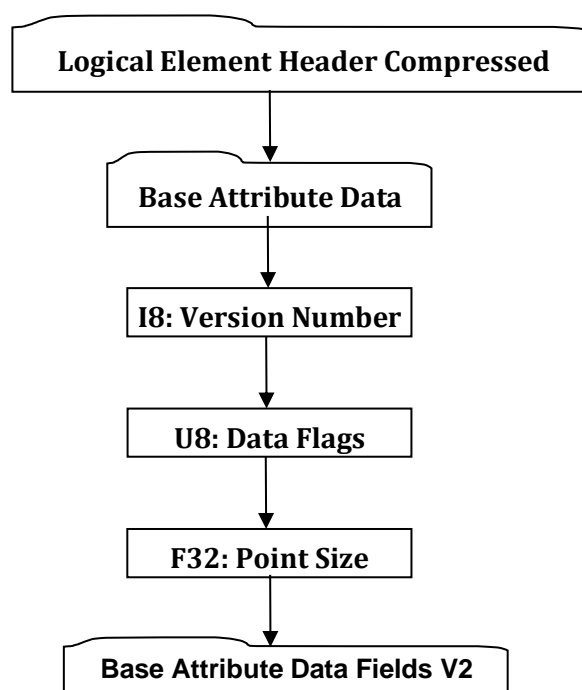 Logical Element Header Compressed
Base Attribute Data
I8: Version Number
U8: Data Flags
F32: Point Size
Base Attribute Data Fields V2